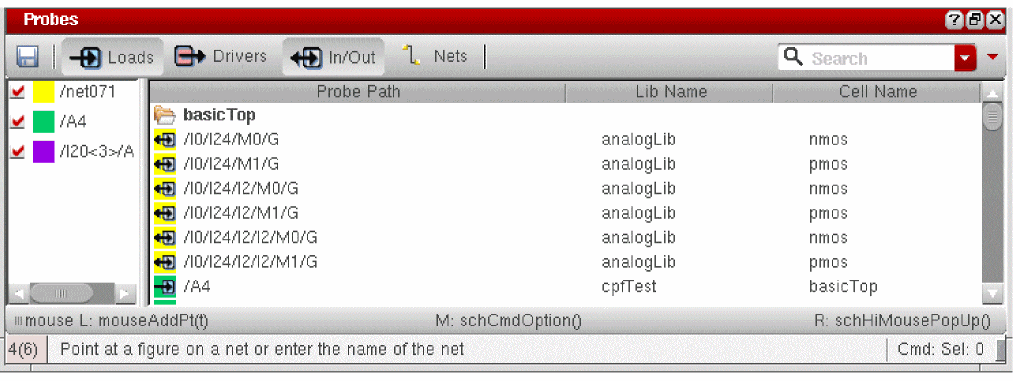 Probes
Loads Drivers In/Out Nets Search
/net071 Probe Path Lib Name Cell Name
basicTop
/A4
/I0/I24/M0/G analogLib nmos
/I20<3>/A
/I0/I24/M1/G analogLib pmos
/I0/I24/I2/M0/G analogLib nmos
/I0/I24/I2/M1/G analogLib pmos
/I0/I24/I2/I2/M0/G analogLib nmos
/I0/I24/I2/I2/M1/G analogLib pmos
/A4 cpfTest basicTop
mouse L: mouseAddPt(t) M: schCmdOption() R: schHiMousePopUp()
4(6) Point at a figure on a net or enter the name of the net Cmd: Sel: 0